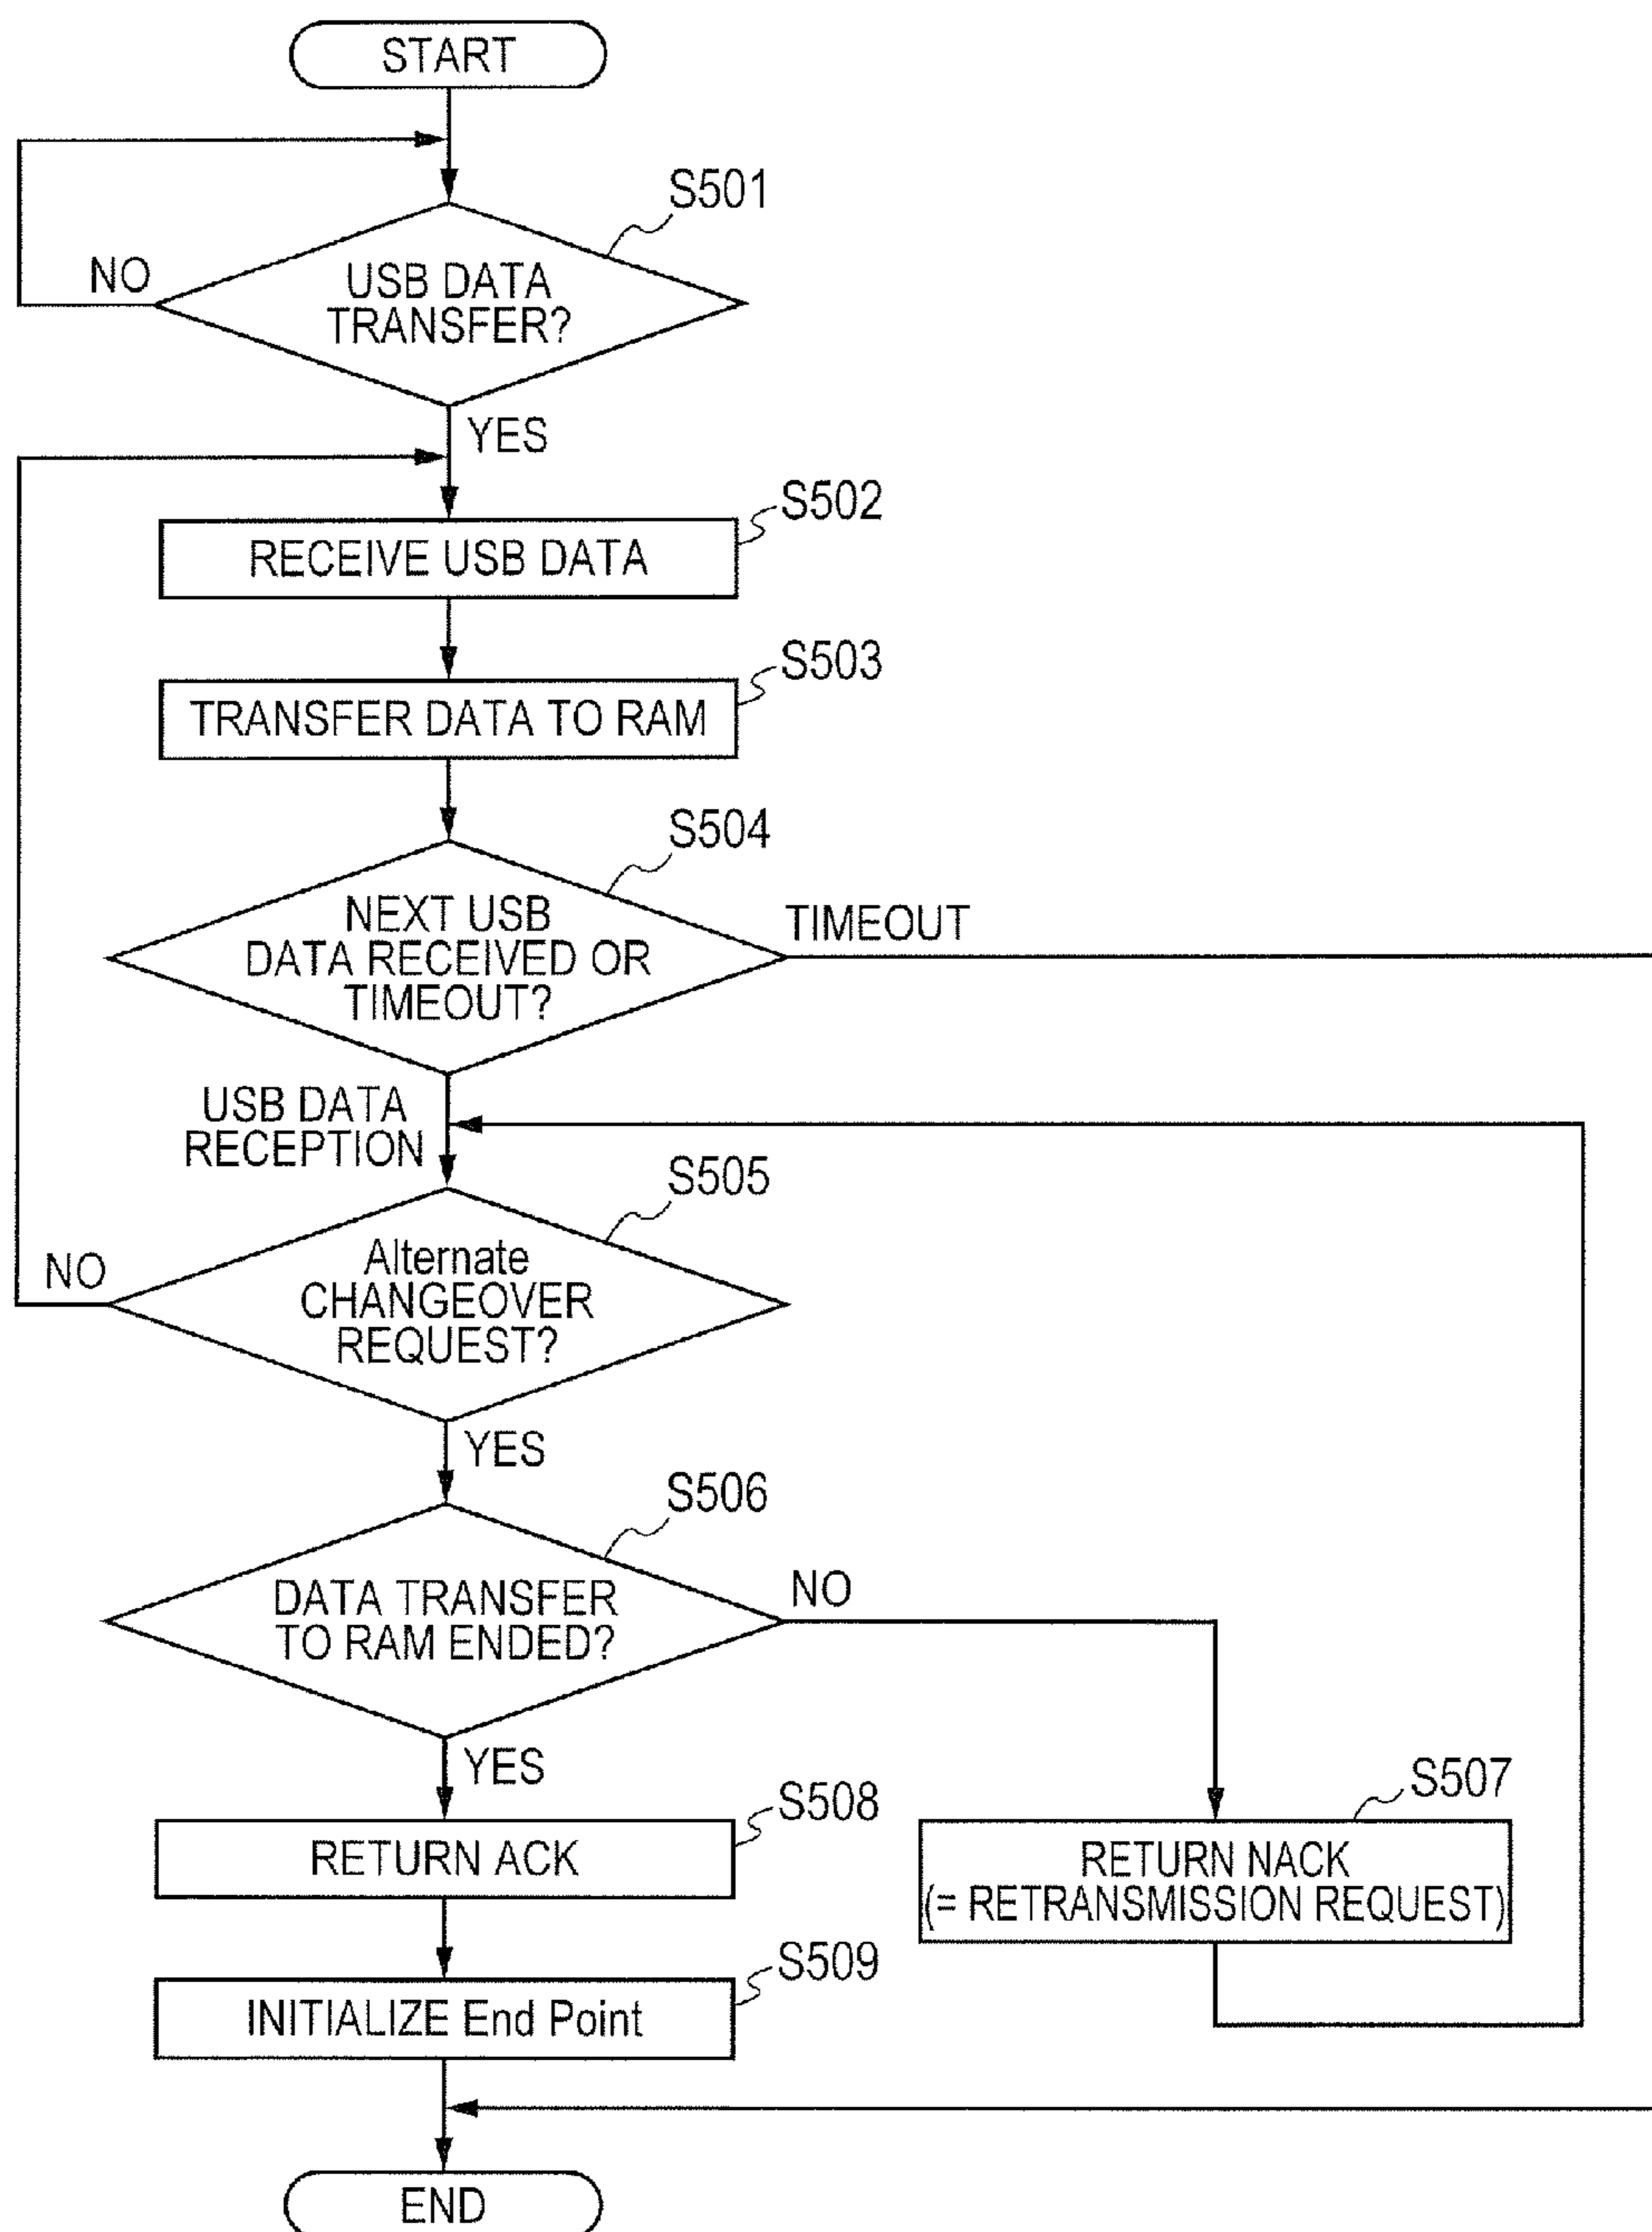 START
S501
NO
USB DATA
TRANSFER?
YES
S502
RECEIVE USB DATA
S503
TRANSFER DATA TO RAM
S504
NEXT USB
DATA RECEIVED OR
TIMEOUT?
TIMEOUT
USB DATA
RECEPTION
S505
NO
Alternate
CHANGEOVER
REQUEST?
YES
S506
DATA TRANSFER
TO RAM ENDED?
NO
YES
S508
RETURN ACK
S507
RETURN NACK
(= RETRANSMISSION REQUEST)
S509
INITIALIZE End Point
END